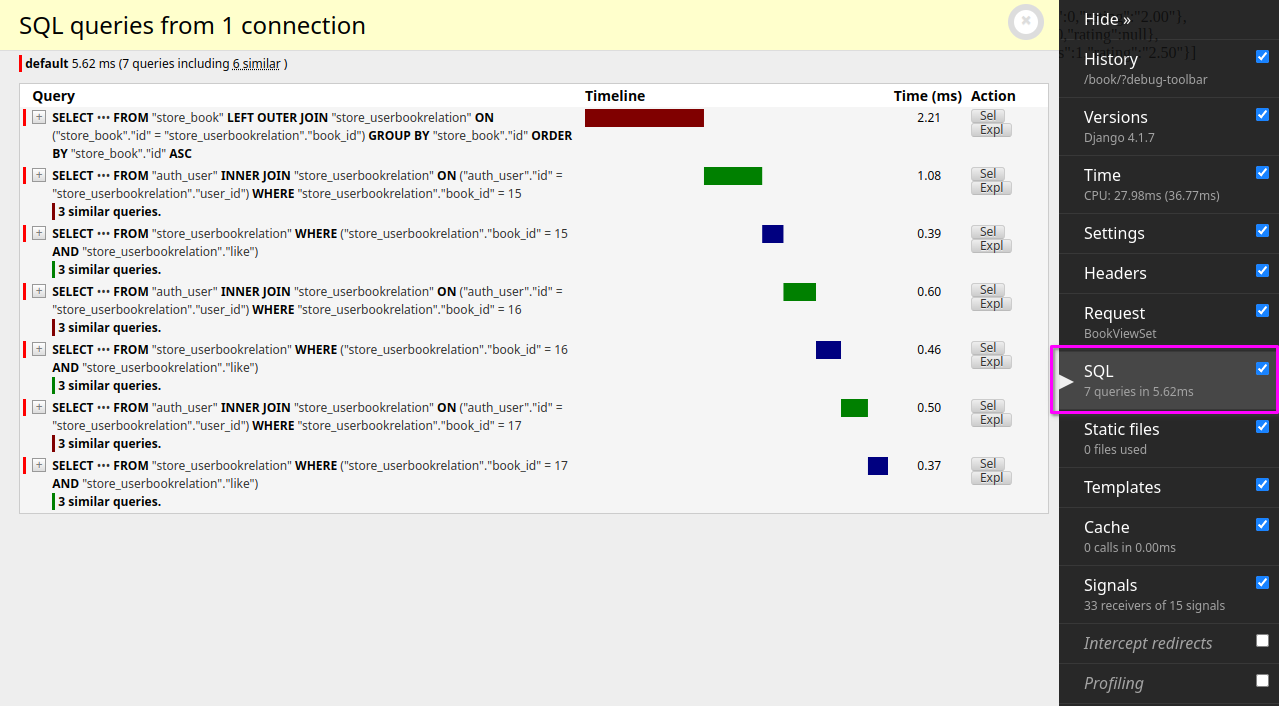 SQL queries from 1 connection
default 5.62 ms (7 queries including 6 similar )
Query Timeline Time (ms) Action
+ SELECT ••• FROM "store_book" LEFT OUTER JOIN "store_userbookrelation" ON
("store_book"."id" = "store_userbookrelation"."book_id") GROUP BY "store_book"."id" ORDER
BY "store_book"."id" ASC
2.21
Sel
Expl
+ SELECT ••• FROM "auth_user" INNER JOIN "store_userbookrelation" ON ("auth_user"."id" =
"store_userbookrelation"."user_id") WHERE "store_userbookrelation"."book_id" = 15
3 similar queries.
1.08
Sel
Expl
+ SELECT ••• FROM "store_userbookrelation" WHERE ("store_userbookrelation"."book_id" = 15
AND "store_userbookrelation"."like")
3 similar queries.
0.39
Sel
Expl
+ SELECT ••• FROM "auth_user" INNER JOIN "store_userbookrelation" ON ("auth_user"."id" =
"store_userbookrelation"."user_id") WHERE "store_userbookrelation"."book_id" = 16
3 similar queries.
0.60
Sel
Expl
+ SELECT ••• FROM "store_userbookrelation" WHERE ("store_userbookrelation"."book_id" = 16
AND "store_userbookrelation"."like")
3 similar queries.
0.46
Sel
Expl
+ SELECT ••• FROM "auth_user" INNER JOIN "store_userbookrelation" ON ("auth_user"."id" =
"store_userbookrelation"."user_id") WHERE "store_userbookrelation"."book_id" = 17
3 similar queries.
0.50
Sel
Expl
+ SELECT ••• FROM "store_userbookrelation" WHERE ("store_userbookrelation"."book_id" = 17
AND "store_userbookrelation"."like")
3 similar queries.
0.37
Sel
Expl
Hide »
History
/book/?debug-toolbar
Versions
Django 4.1.7
Time
CPU: 27.98ms (36.77ms)
Settings
Headers
Request
BookViewSet
SQL
7 queries in 5.62ms
Static files
0 files used
Templates
Cache
0 calls in 0.00ms
Signals
33 receivers of 15 signals
Intercept redirects
Profiling